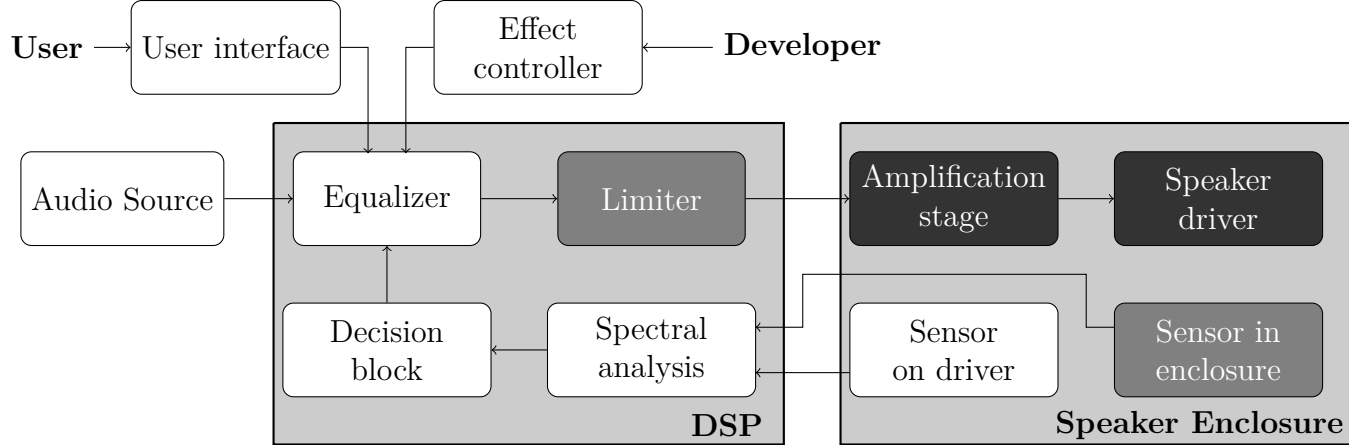 User
User interface
Effect
controller
Developer
Audio Source
Equalizer
Limiter
Amplification
stage
Speaker
driver
Decision
block
Spectral
analysis
Sensor
on driver
Sensor in
enclosure
DSP
Speaker Enclosure